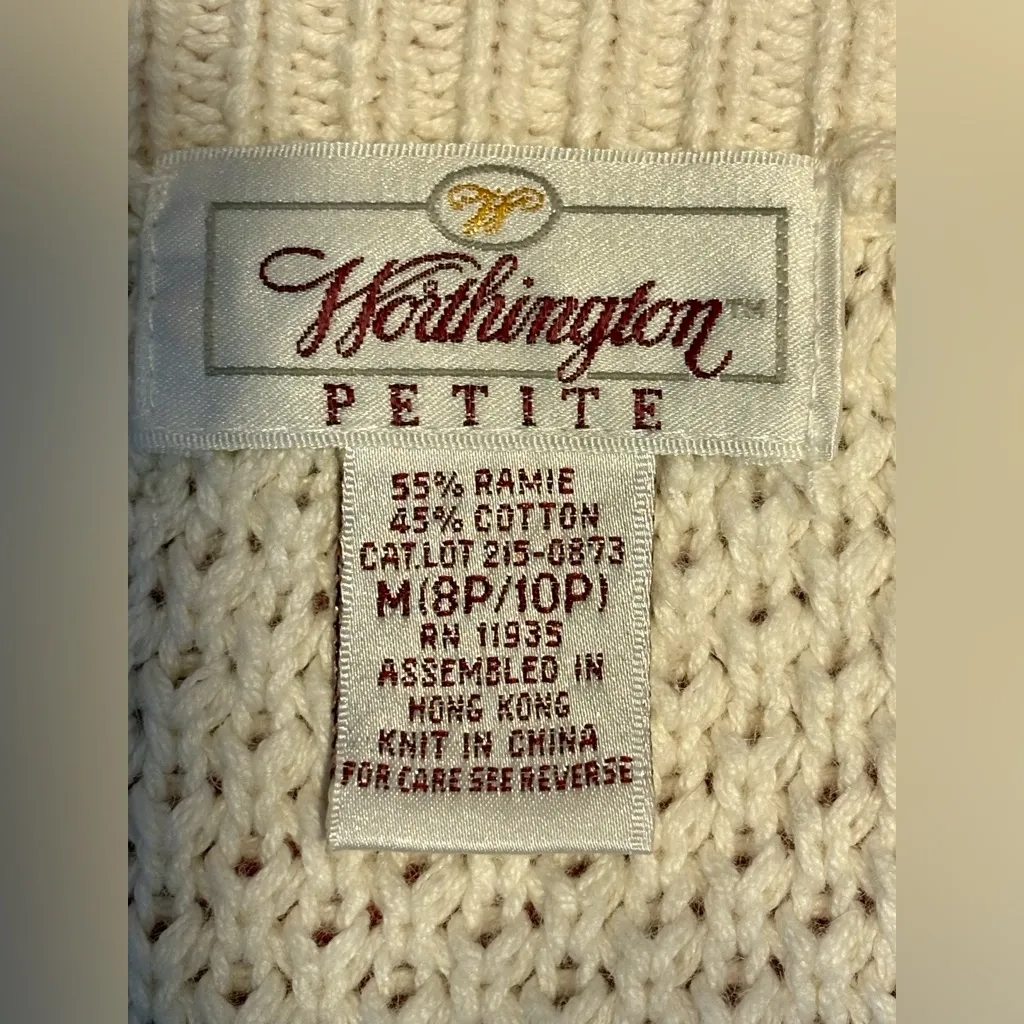 W
Worthington™
PETITE
55% RAMIE
45% COTTON
CAT.LOT 215-0873
M(8P/10P)
RN 11935
ASSEMBLED IN
HONG KONG
KNIT IN CHINA
FOR CARE SEE REVERSE